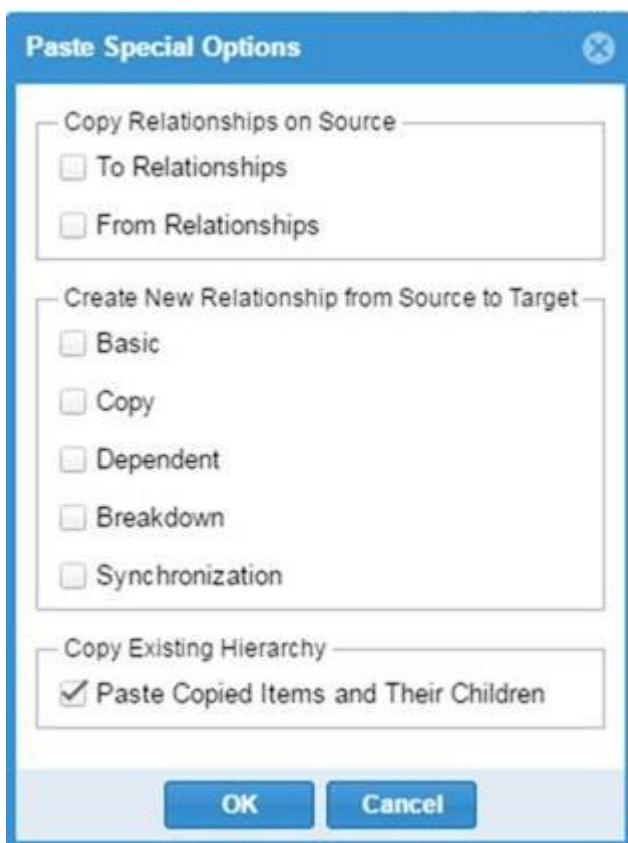 Paste Special Options
Copy Relationships on Source
To Relationships
From Relationships
Create New Relationship from Source to Target
Basic
Copy
Dependent
Breakdown
Synchronization
Copy Existing Hierarchy
Paste Copied Items and Their Children
OK Cancel